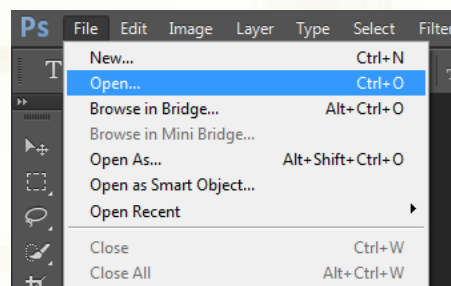 Ps File Edit Image Layer Type Select Filter
T
New... Ctrl+N
Open... Ctrl+O
Browse in Bridge... Alt+Ctrl+O
Browse in Mini Bridge...
Open As... Alt+Shift+Ctrl+O
Open as Smart Object...
Open Recent
Close Ctrl+W
Close All Alt+Ctrl+W